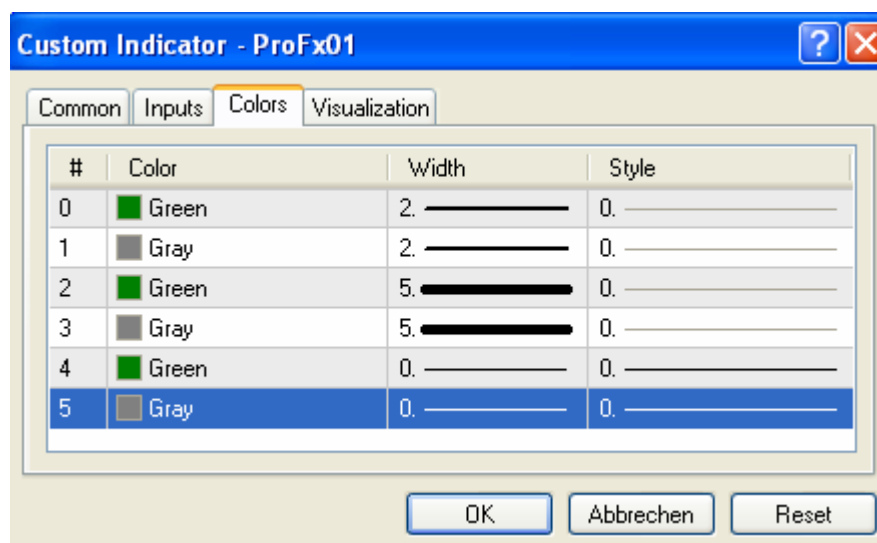 Custom Indicator - ProFx01 ?
Common Inputs Colors Visualization
# Color Width Style
0 Green 2. 0.
1 Gray 2. 0.
2 Green 5. 0.
3 Gray 5. 0.
4 Green 0. 0.
5 Gray 0. 0.
OK Abbrechen Reset